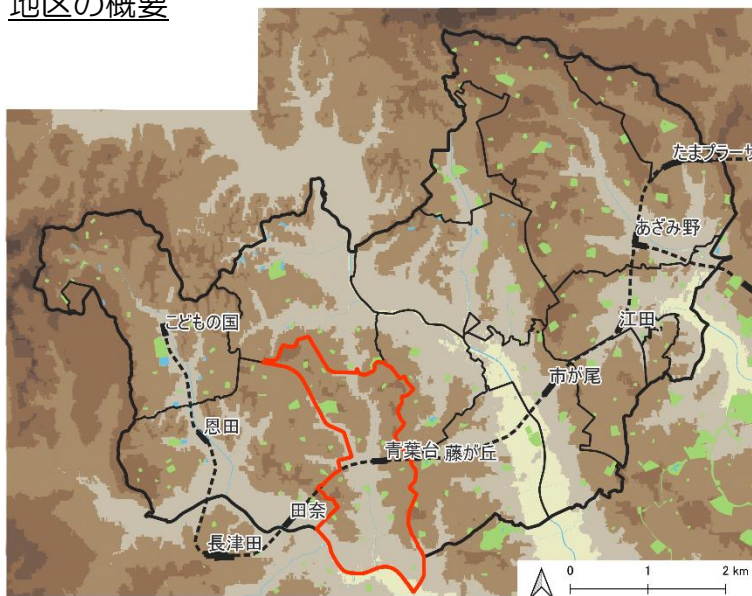 地区の概要
たまプラーザ
あざみ野
江田
市が尾
こどもの国
恩田
青葉台
藤が丘
田奈
長津田
0 1 2 km